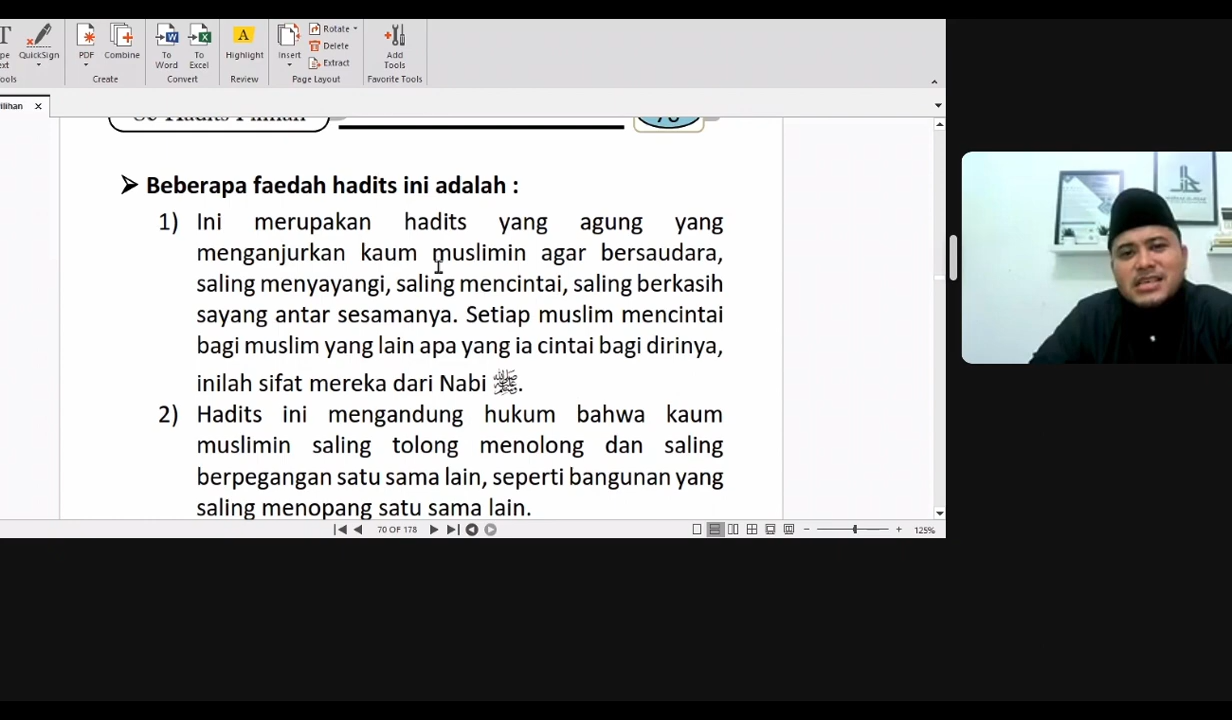 QuickSign
PDF
Combine
To Word
To Excel
Highlight
Insert
Rotate
Delete
Extract
Add Tools
Create
Convert
Review
Page Layout
Favorite Tools
Beberapa faedah hadits ini adalah :
1) Ini merupakan hadits yang agung yang
menganjurkan kaum muslimin agar bersaudara,
saling menyayangi, saling mencintai, saling berkasih
sayang antar sesamanya. Setiap muslim mencintai
bagi muslim yang lain apa yang ia cintai bagi dirinya,
inilah sifat mereka dari Nabi ﷺ.
2) Hadits ini mengandung hukum bahwa kaum
muslimin saling tolong menolong dan saling
berpegangan satu sama lain, seperti bangunan yang
saling menopang satu sama lain.
70 OF 178
125%